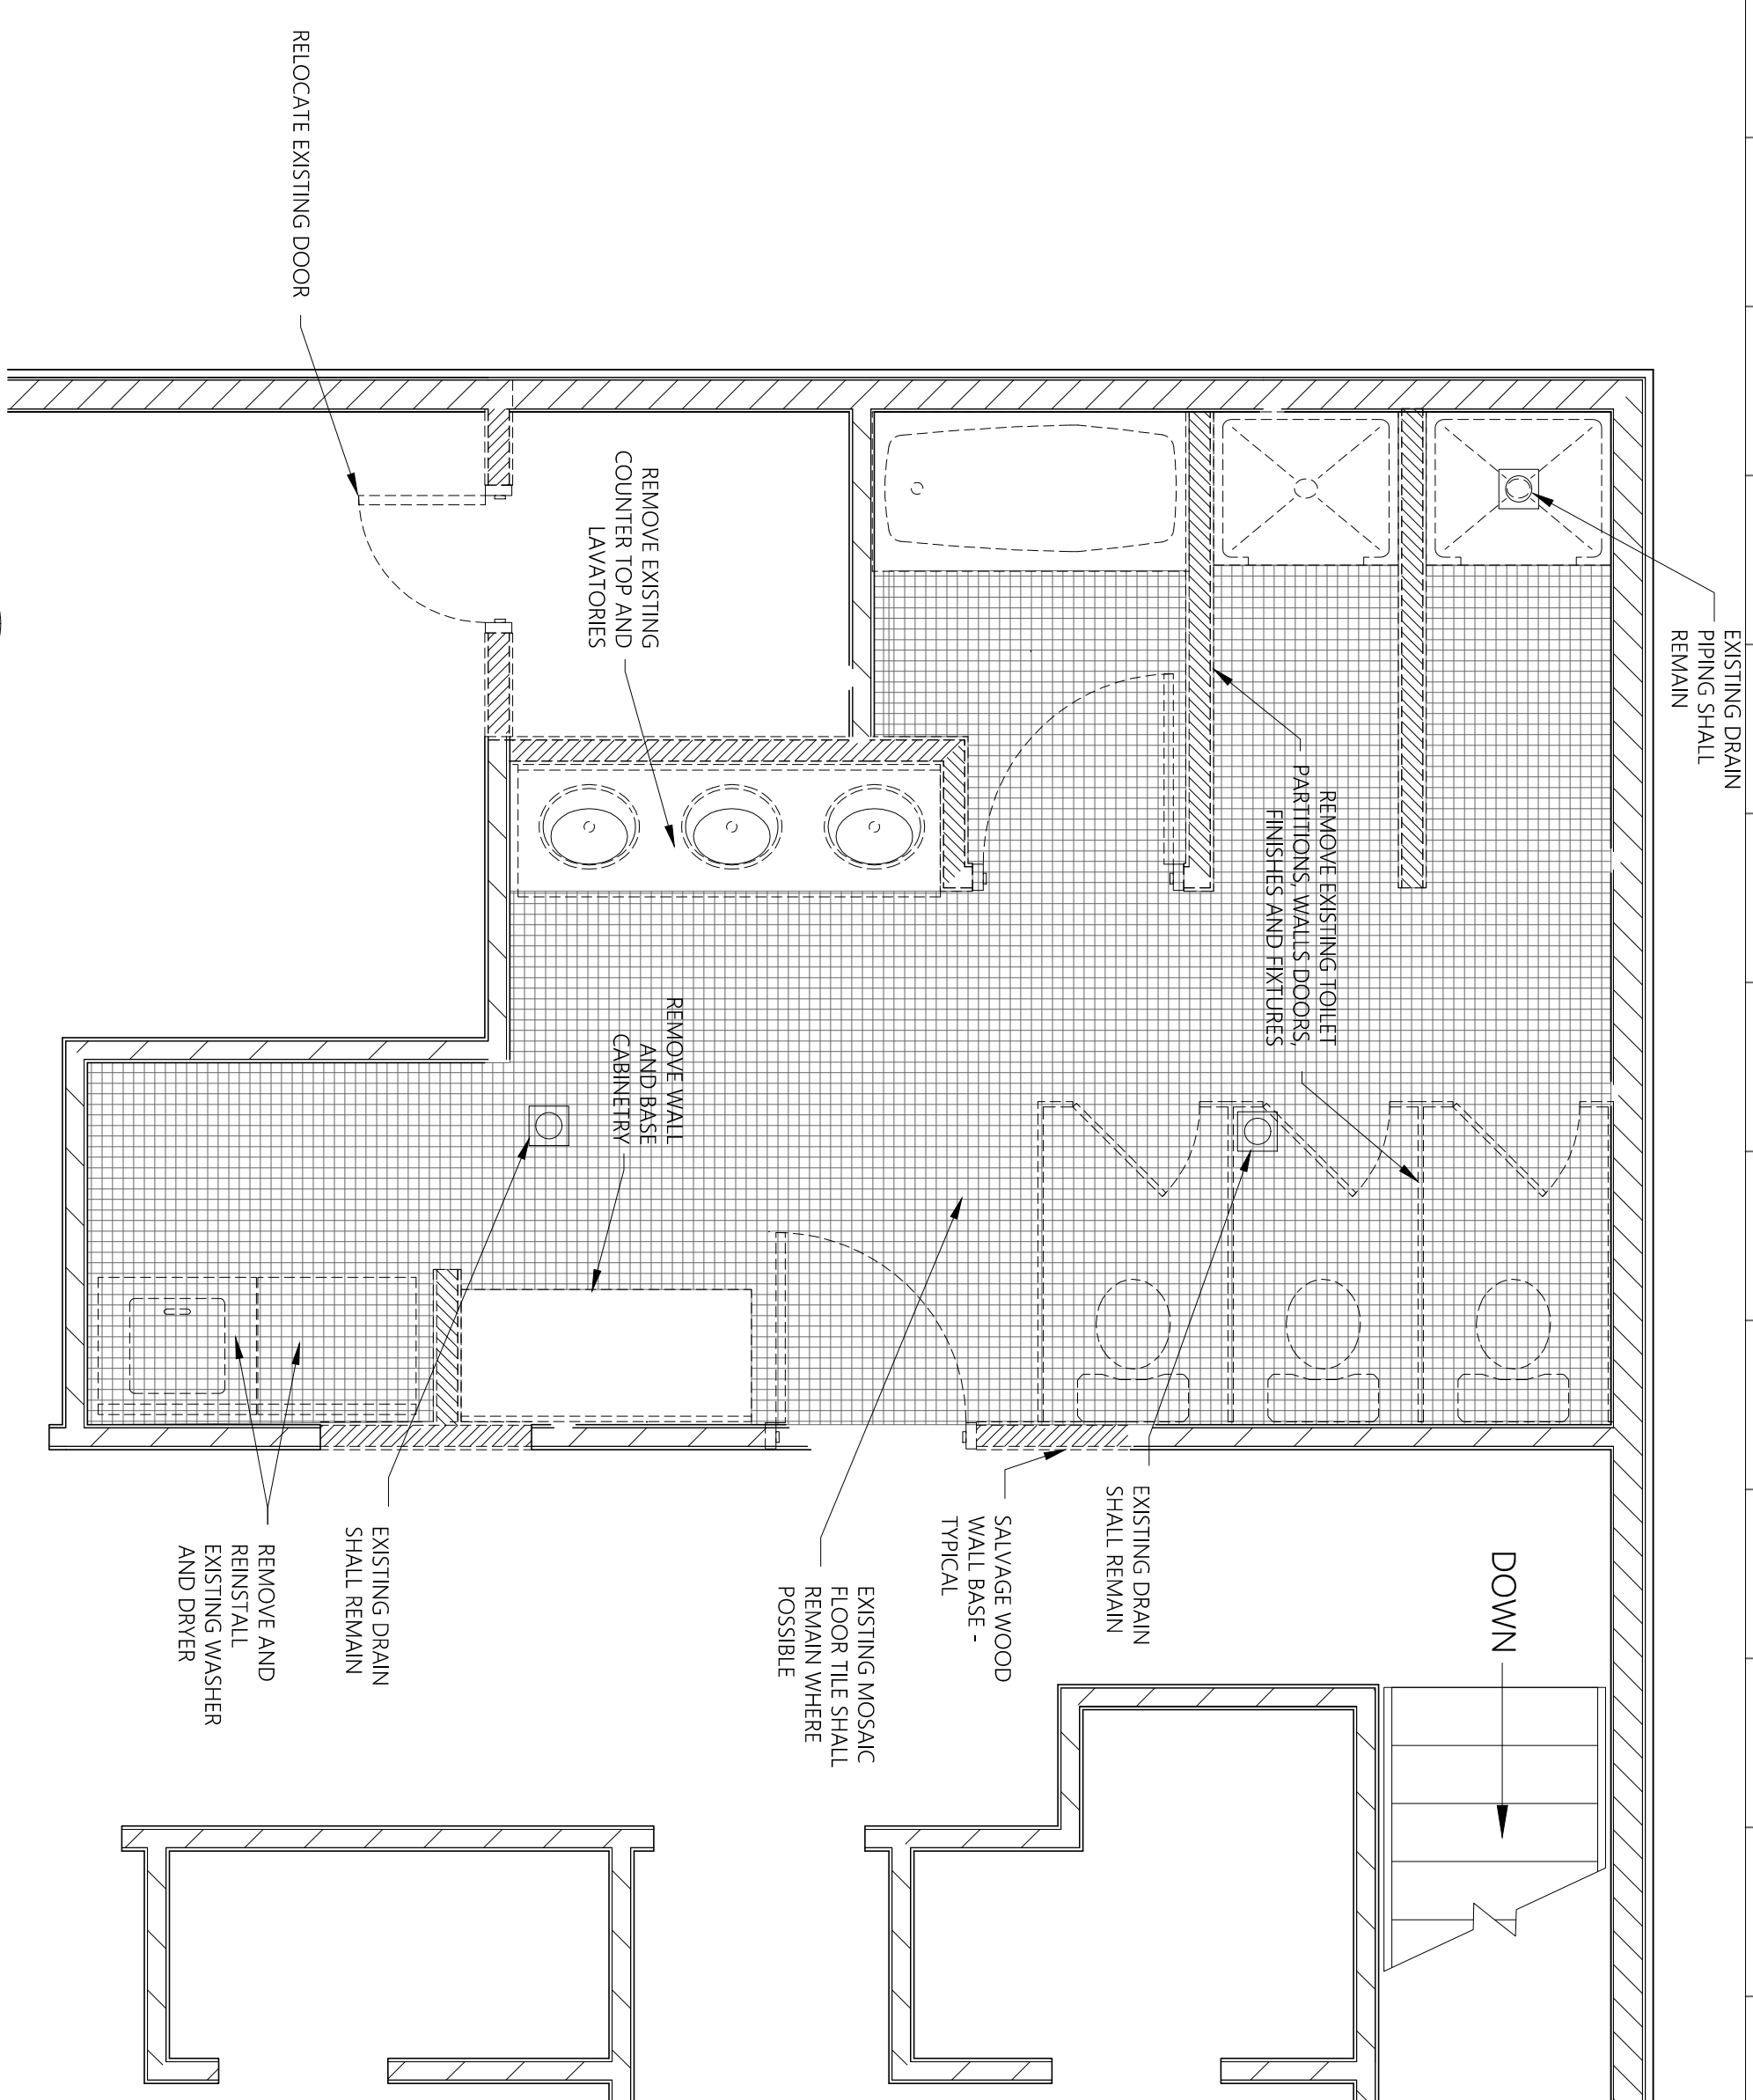 EXISTING DRAIN
PIPING SHALL
REMAIN
REMOVE EXISTING TOILET
PARTITIONS, WALLS DOORS,
FINISHES AND FIXTURES
DOWN
EXISTING DRAIN
SHALL REMAIN
SALVAGE WOOD
WALL BASE -
TYPICAL
EXISTING MOSAIC
FLOOR TILE SHALL
REMAIN WHERE
POSSIBLE
REMOVE EXISTING
COUNTER TOP AND
LAVATORIES
REMOVE WALL
AND BASE
CABINETRY
EXISTING DRAIN
SHALL REMAIN
RELOCATE EXISTING DOOR
REMOVE AND
REINSTALL
EXISTING WASHER
AND DRYER